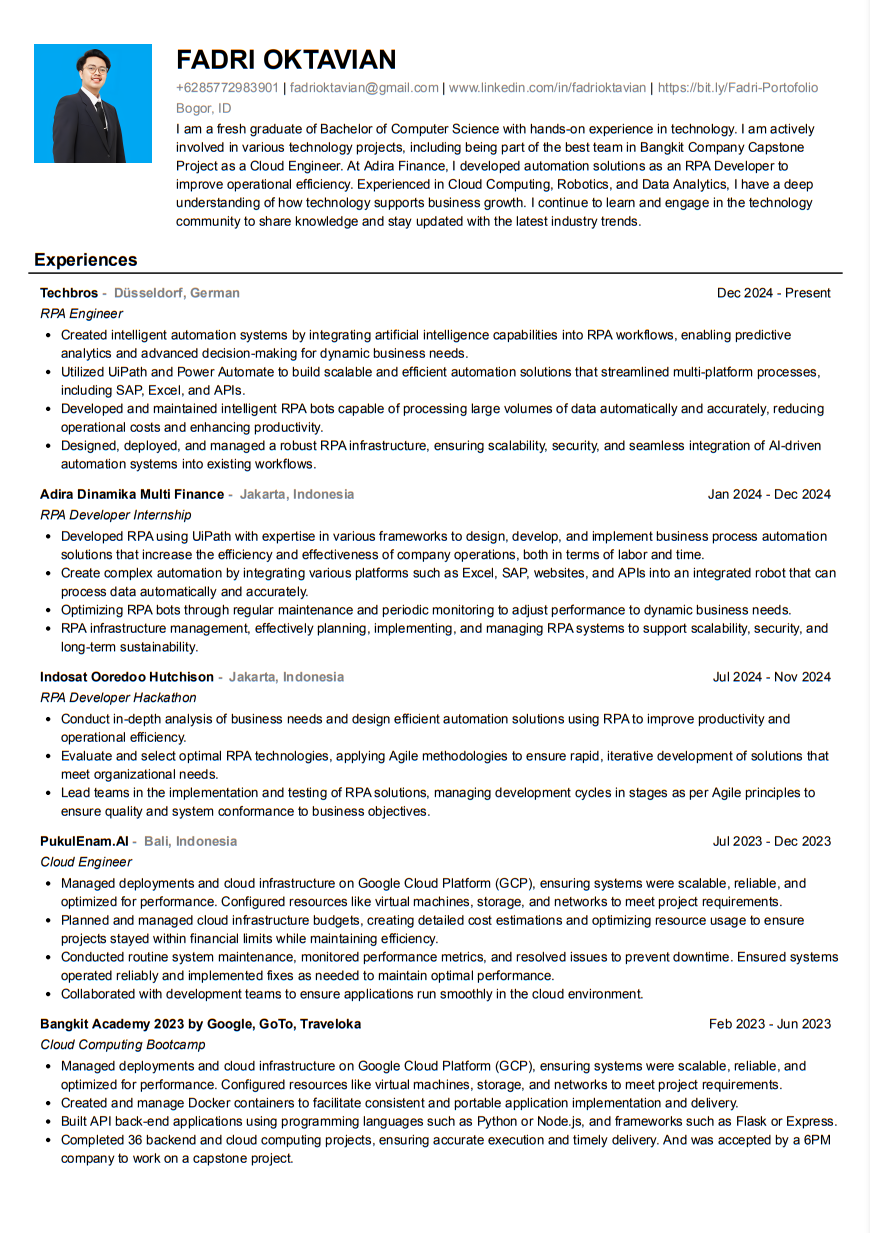 FADRI OKTAVIAN
+6285772983901 | fadrioktavian@gmail.com | www.linkedin.com/in/fadrioktavian | https://bit.ly/Fadri-Portofolio
Bogor, ID
I am a fresh graduate of Bachelor of Computer Science with hands-on experience in technology. I am actively
involved in various technology projects, including being part of the best team in Bangkit Company Capstone
Project as a Cloud Engineer. At Adira Finance, I developed automation solutions as an RPA Developer to
improve operational efficiency. Experienced in Cloud Computing, Robotics, and Data Analytics, I have a deep
understanding of how technology supports business growth. I continue to learn and engage in the technology
community to share knowledge and stay updated with the latest industry trends.
Experiences
Techbros - Düsseldorf, German Dec 2024 - Present
RPA Engineer
• Created intelligent automation systems by integrating artificial intelligence capabilities into RPA workflows, enabling predictive
analytics and advanced decision-making for dynamic business needs.
• Utilized UiPath and Power Automate to build scalable and efficient automation solutions that streamlined multi-platform processes,
including SAP, Excel, and APIs.
• Developed and maintained intelligent RPA bots capable of processing large volumes of data automatically and accurately, reducing
operational costs and enhancing productivity.
• Designed, deployed, and managed a robust RPA infrastructure, ensuring scalability, security, and seamless integration of AI-driven
automation systems into existing workflows.
Adira Dinamika Multi Finance - Jakarta, Indonesia Jan 2024 - Dec 2024
RPA Developer Internship
• Developed RPA using UiPath with expertise in various frameworks to design, develop, and implement business process automation
solutions that increase the efficiency and effectiveness of company operations, both in terms of labor and time.
• Create complex automation by integrating various platforms such as Excel, SAP, websites, and APIs into an integrated robot that can
process data automatically and accurately.
• Optimizing RPA bots through regular maintenance and periodic monitoring to adjust performance to dynamic business needs.
• RPA infrastructure management, effectively planning, implementing, and managing RPA systems to support scalability, security, and
long-term sustainability.
Indosat Ooredoo Hutchison - Jakarta, Indonesia Jul 2024 - Nov 2024
RPA Developer Hackathon
• Conduct in-depth analysis of business needs and design efficient automation solutions using RPA to improve productivity and
operational efficiency.
• Evaluate and select optimal RPA technologies, applying Agile methodologies to ensure rapid, iterative development of solutions that
meet organizational needs.
• Lead teams in the implementation and testing of RPA solutions, managing development cycles in stages as per Agile principles to
ensure quality and system conformance to business objectives.
PukulEnam.AI - Bali, Indonesia Jul 2023 - Dec 2023
Cloud Engineer
• Managed deployments and cloud infrastructure on Google Cloud Platform (GCP), ensuring systems were scalable, reliable, and
optimized for performance. Configured resources like virtual machines, storage, and networks to meet project requirements.
• Planned and managed cloud infrastructure budgets, creating detailed cost estimations and optimizing resource usage to ensure
projects stayed within financial limits while maintaining efficiency.
• Conducted routine system maintenance, monitored performance metrics, and resolved issues to prevent downtime. Ensured systems
operated reliably and implemented fixes as needed to maintain optimal performance.
• Collaborated with development teams to ensure applications run smoothly in the cloud environment.
Bangkit Academy 2023 by Google, GoTo, Traveloka Feb 2023 - Jun 2023
Cloud Computing Bootcamp
• Managed deployments and cloud infrastructure on Google Cloud Platform (GCP), ensuring systems were scalable, reliable, and
optimized for performance. Configured resources like virtual machines, storage, and networks to meet project requirements.
• Created and manage Docker containers to facilitate consistent and portable application implementation and delivery.
• Built API back-end applications using programming languages such as Python or Node.js, and frameworks such as Flask or Express.
• Completed 36 backend and cloud computing projects, ensuring accurate execution and timely delivery. And was accepted by a 6PM
company to work on a capstone project.